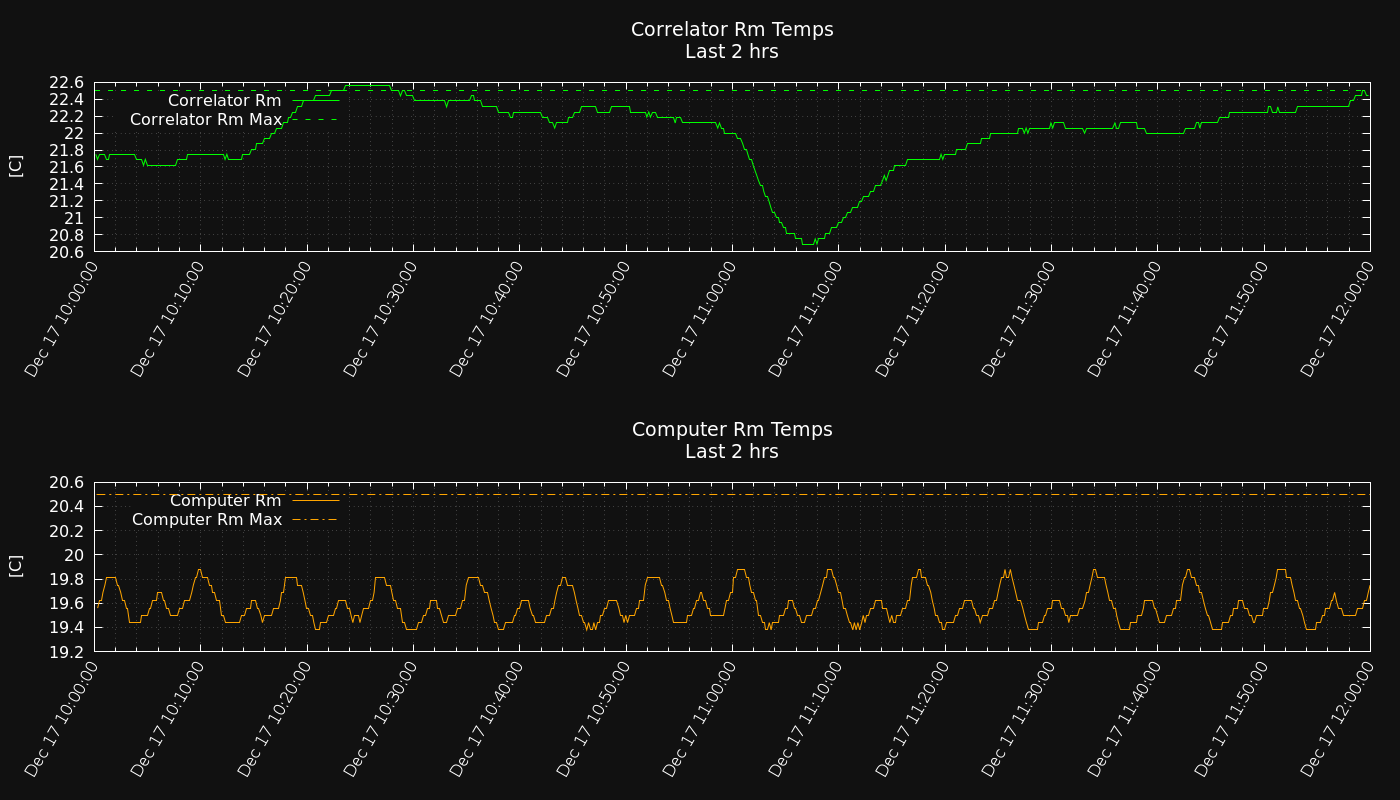 Correlator Rm Temps
Last 2 hrs
[C]
22.6
22.4
22.2
22
21.8
21.6
21.4
21.2
21
20.8
20.6
Correlator Rm
Correlator Rm Max
Dec 17 10:00:00
Dec 17 10:10:00
Dec 17 10:20:00
Dec 17 10:30:00
Dec 17 10:40:00
Dec 17 10:50:00
Dec 17 11:00:00
Dec 17 11:10:00
Dec 17 11:20:00
Dec 17 11:30:00
Dec 17 11:40:00
Dec 17 11:50:00
Dec 17 12:00:00
Computer Rm Temps
Last 2 hrs
[C]
20.6
20.4
20.2
20
19.8
19.6
19.4
19.2
Computer Rm
Computer Rm Max
Dec 17 10:00:00
Dec 17 10:10:00
Dec 17 10:20:00
Dec 17 10:30:00
Dec 17 10:40:00
Dec 17 10:50:00
Dec 17 11:00:00
Dec 17 11:10:00
Dec 17 11:20:00
Dec 17 11:30:00
Dec 17 11:40:00
Dec 17 11:50:00
Dec 17 12:00:00